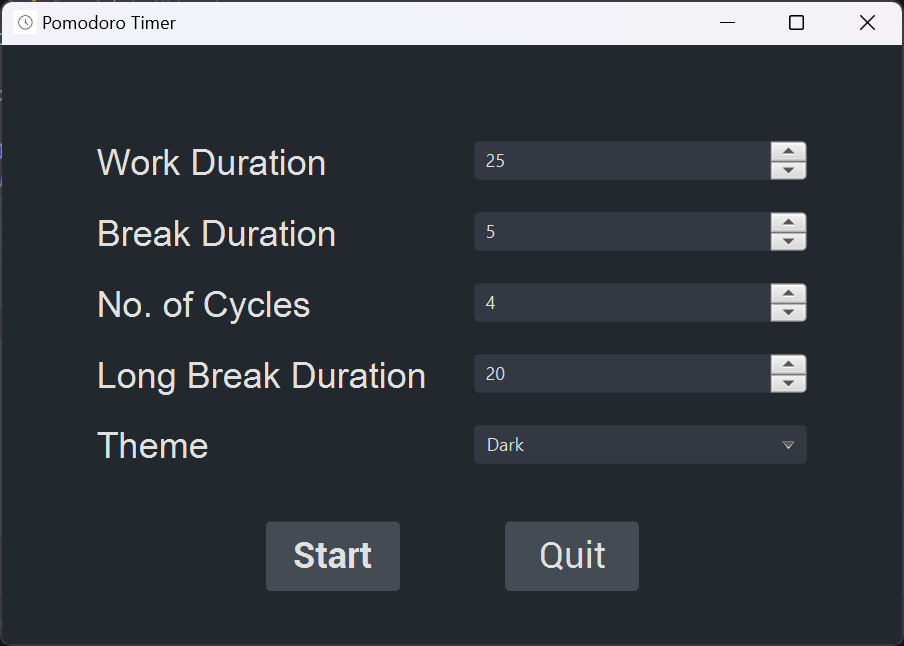 Pomodoro Timer
Work Duration 25
Break Duration 5
No. of Cycles 4
Long Break Duration 20
Theme Dark
Start Quit